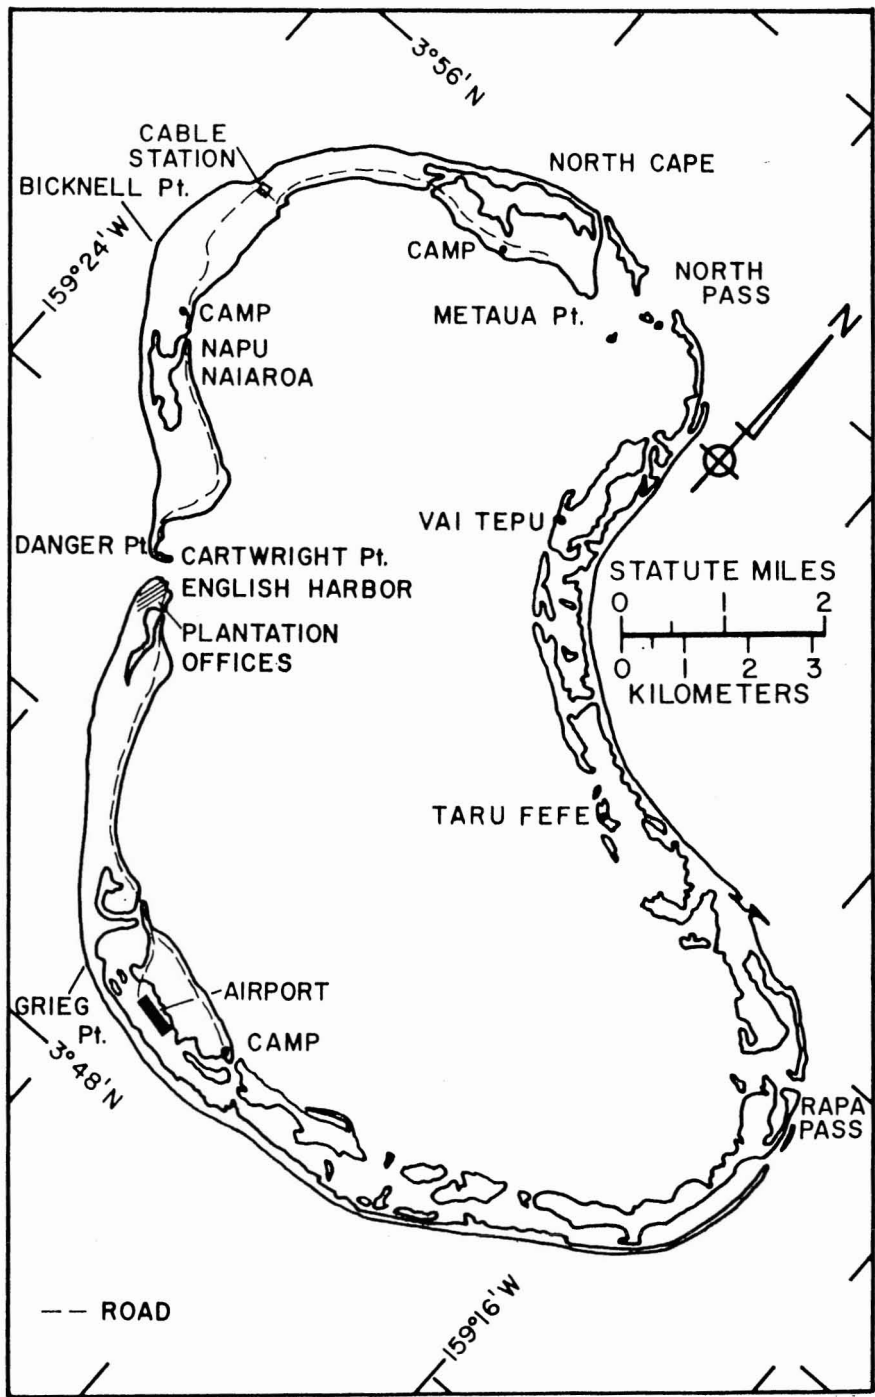 3°56'N
CABLE
STATION
BICKNELL Pt.
NORTH CAPE
159°24'W
CAMP
NORTH
PASS
CAMP
METAUA Pt.
NAPU
NAIAROA
N
VAI TEPU
DANGER Pt.
CARTWRIGHT Pt.
ENGLISH HARBOR
STATUTE MILES
0 1 2
PLANTATION
OFFICES
0 1 2 3
KILOMETERS
TARU FEFE
AIRPORT
GRIEG
Pt.
CAMP
3°48'N
RAPA
PASS
159°16'W
-- ROAD